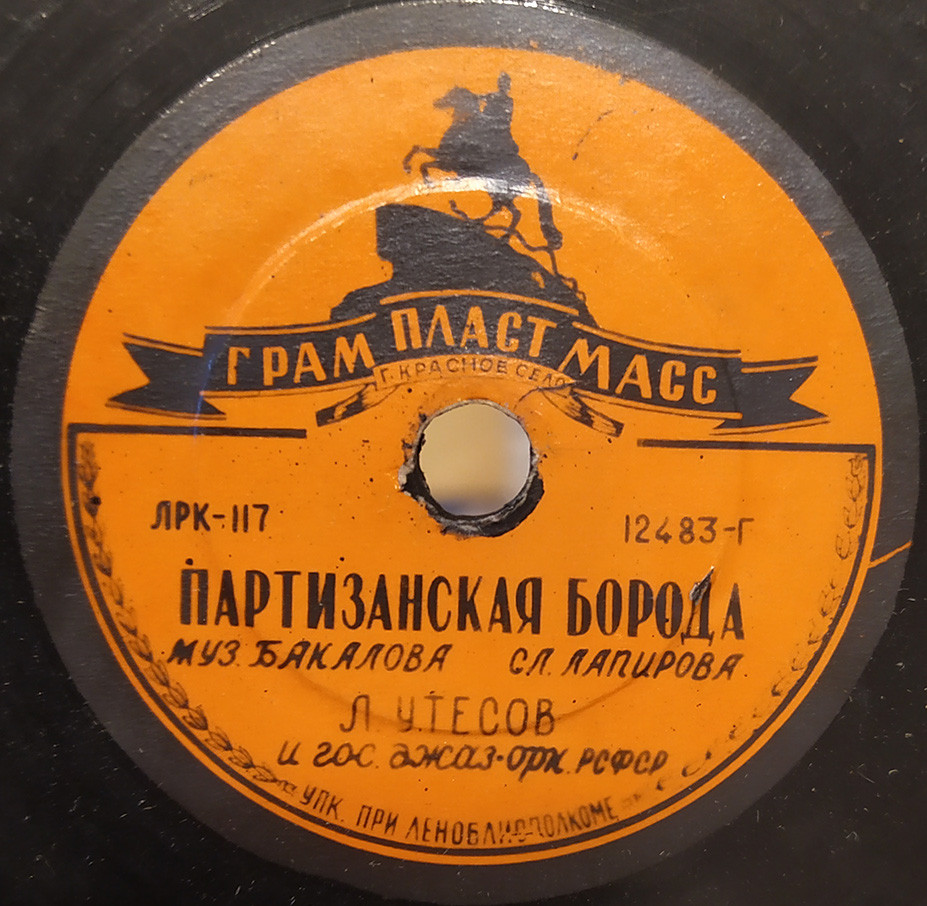 ГРАМ ПЛАСТ МАСС
Г. КРАСНОЕ СЕЛО
ЛРК-117 12483-Г
ПАРТИЗАНСКАЯ БОРОДА
МУЗ. БАКАЛОВА СЛ. ЛАПИРОВА
Л. УТЕСОВ
и гос. джаз-орк. РСФСР
УПК. ПРИ ЛЕНОБЛИСПОЛКОМЕ